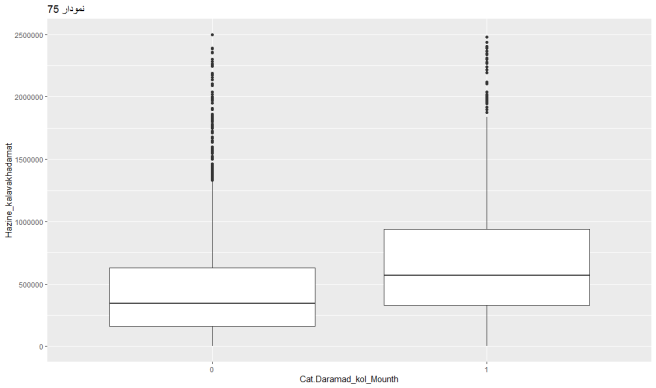 نمودار 75
Hazine_kalavakhadamat
2500000
2000000
1500000
1000000
500000
0
0
1
Cat.Daramad_kol_Mounth